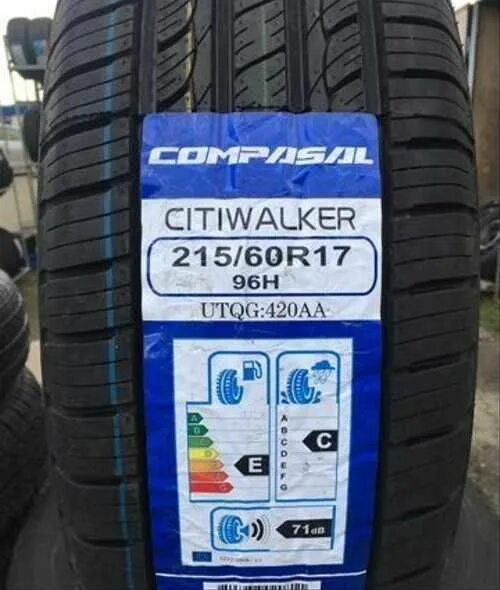 COMPASAL
CITIWALKER
215/60R17
96H
UTQG:420AA
A
B
C
D
E
F
G
E
C
71dB